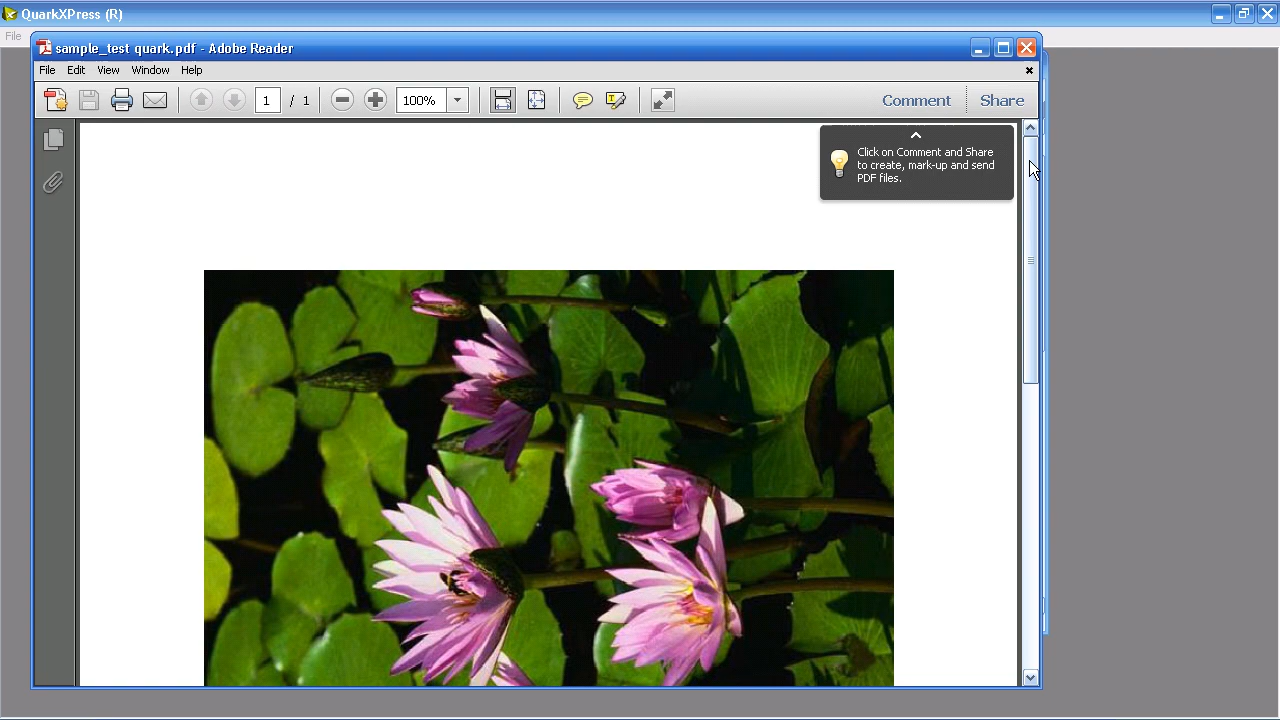 QuarkXPress (R)
File
sample_test quark.pdf - Adobe Reader
File Edit View Window Help
1 / 1 100% Comment Share
Click on Comment and Share
to create, mark-up and send
PDF files.